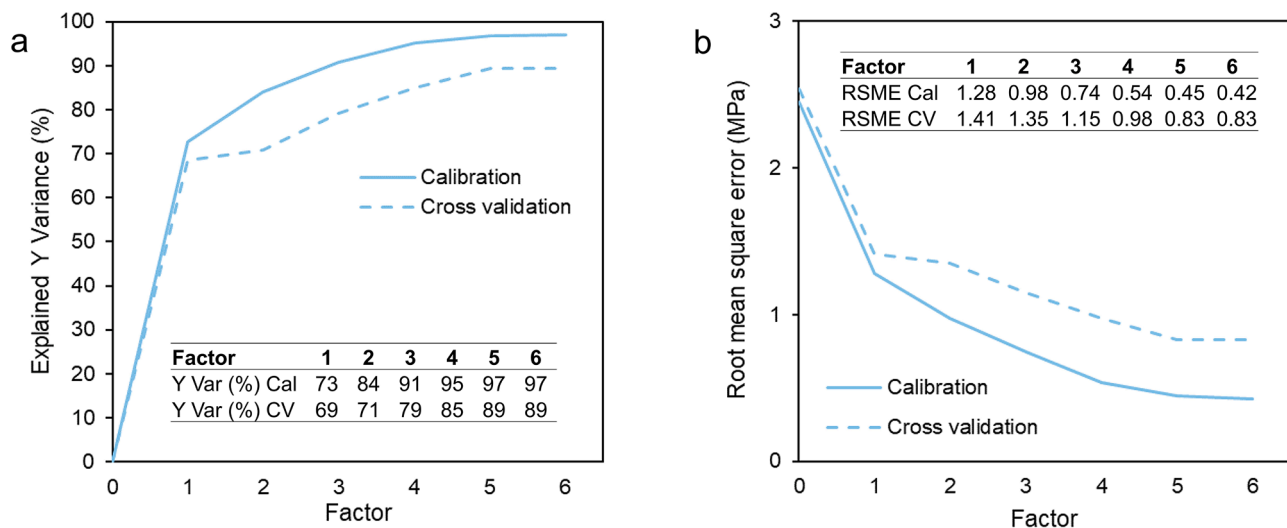 a
100
90
80
70
60
50
40
30
20
10
0
Explained Y Variance (%)
Calibration
Cross validation
Factor 1 2 3 4 5 6
Y Var (%) Cal 73 84 91 95 97 97
Y Var (%) CV 69 71 79 85 89 89
0 1 2 3 4 5 6
Factor
b
3
2
1
0
Root mean square error (MPa)
Factor 1 2 3 4 5 6
RSME Cal 1.28 0.98 0.74 0.54 0.45 0.42
RSME CV 1.41 1.35 1.15 0.98 0.83 0.83
Calibration
Cross validation
0 1 2 3 4 5 6
Factor